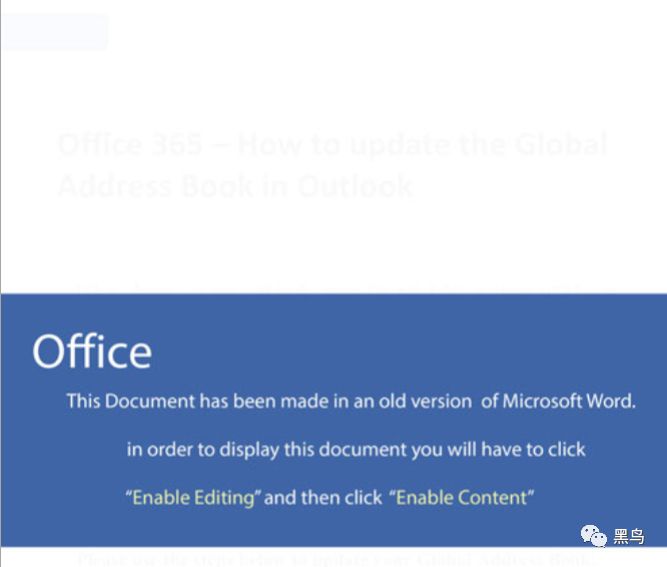 Office 365 – How to update the Global
Address Book in Outlook
Office
This Document has been made in an old version of Microsoft Word.
in order to display this document you will have to click
“Enable Editing” and then click “Enable Content”
黑鸟
Please use the steps below to update your Global Address Book.